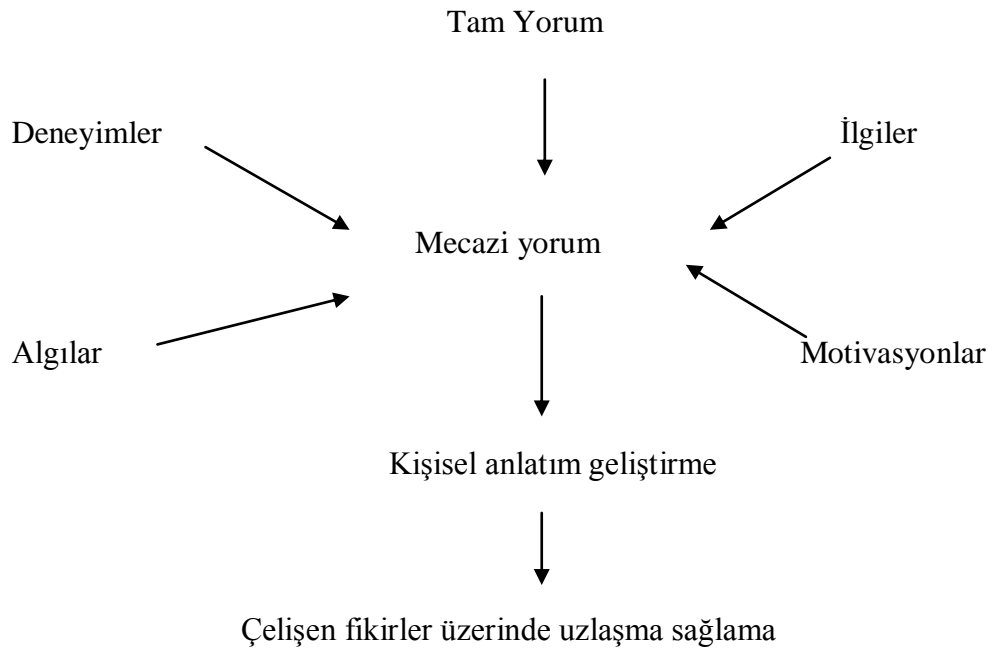 Tam Yorum
Deneyimler
İlgiler
Mecazi yorum
Algılar
Motivasyonlar
Kişisel anlatım geliştirme
Çelişen fikirler üzerinde uzlaşma sağlama